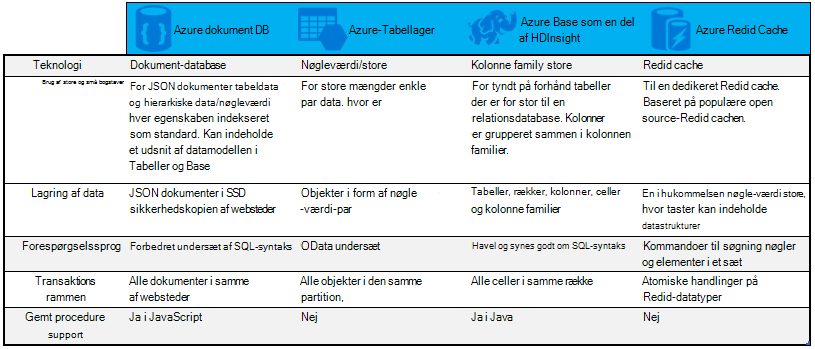 Azure dokument DB
Azure-Tabellager
Azure Base som en del
af HDInsight
Azure Redid Cache
Teknologi
Dokument-database
Nøgleværdi/store
Kolonne family store
Redid cache
Brug af store og små bogstaver
For JSON dokumenter tabeldata
og hierarkiske data/nøgleværdi
hver egenskaben indekseret
som standard. Kan indeholde
et udsnit af datamodellen i
Tabeller og Base
For store mængder enkle
par data. hvor er
For tyndt på forhånd tabeller
der er for stor til en
relationsdatabase. Kolonner
er grupperet sammen i kolonnen
familier.
Til en dedikeret Redid cache.
Baseret på populære open
source-Redid cachen.
Lagring af data
JSON dokumenter i SSD
sikkerhedskopien af websteder
Objekter i form af nøgle
-værdi-par
Tabeller, rækker, kolonner, celler
og kolonne familier
En i hukommelsen nøgle-værdi store,
hvor taster kan indeholde
datastrukturer
Forespørgselssprog
Forbedret undersæt af SQL-syntaks
OData undersæt
Havel og synes godt om SQL-syntaks
Kommandoer til søgning nøgler
og elementer i et sæt
Transaktions
rammen
Alle dokumenter i samme
af websteder
Alle objekter i den samme
partition,
Alle celler i samme række
Atomiske handlinger på
Redid-datatyper
Gemt procedure
support
Ja i JavaScript
Nej
Ja i Java
Nej